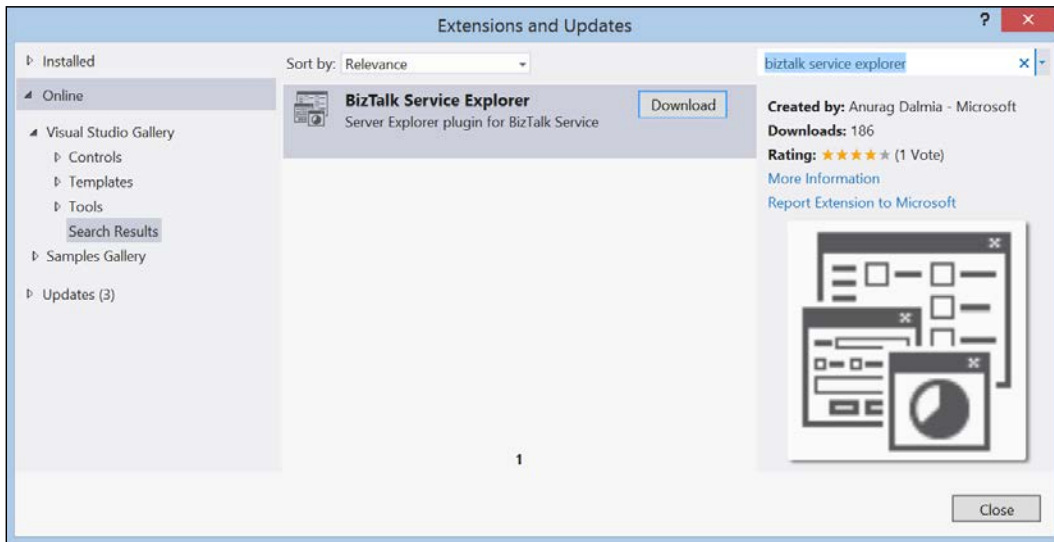 Extensions and Updates
?
Installed
Online
Visual Studio Gallery
Controls
Templates
Tools
Search Results
Samples Gallery
Updates (3)
Sort by: Relevance
BizTalk Service Explorer
Server Explorer plugin for BizTalk Service
Download
1
biztalk service explorer
Created by: Anurag Dalmia - Microsoft
Downloads: 186
Rating: (1 Vote)
More Information
Report Extension to Microsoft
Close